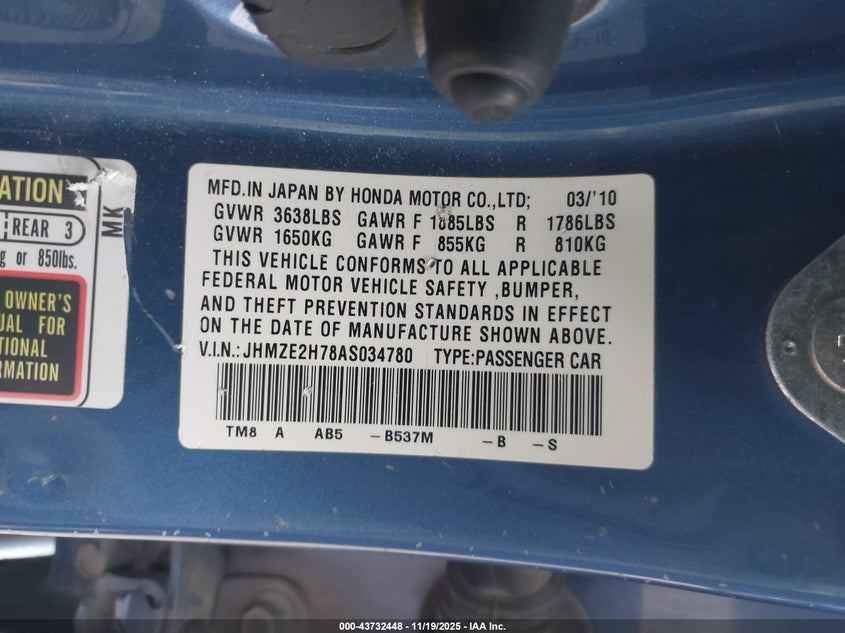 ATION
REAR 3
g or 850lbs.
OWNER'S
UAL FOR
TIONAL
RMATION
MK
MFD.IN JAPAN BY HONDA MOTOR CO.,LTD; 03/'10
GVWR 3638LBS GAWR F 1885LBS R 1786LBS
GVWR 1650KG GAWR F 855KG R 810KG
THIS VEHICLE CONFORMS TO ALL APPLICABLE
FEDERAL MOTOR VEHICLE SAFETY ,BUMPER,
AND THEFT PREVENTION STANDARDS IN EFFECT
ON THE DATE OF MANUFACTURE SHOWN ABOVE.
V.I.N.:JHMZE2H78AS034780 TYPE:PASSENGER CAR
TM8 A AB5 -B537M -B -S
000-43732448 - 11/19/2025 - IAA Inc.